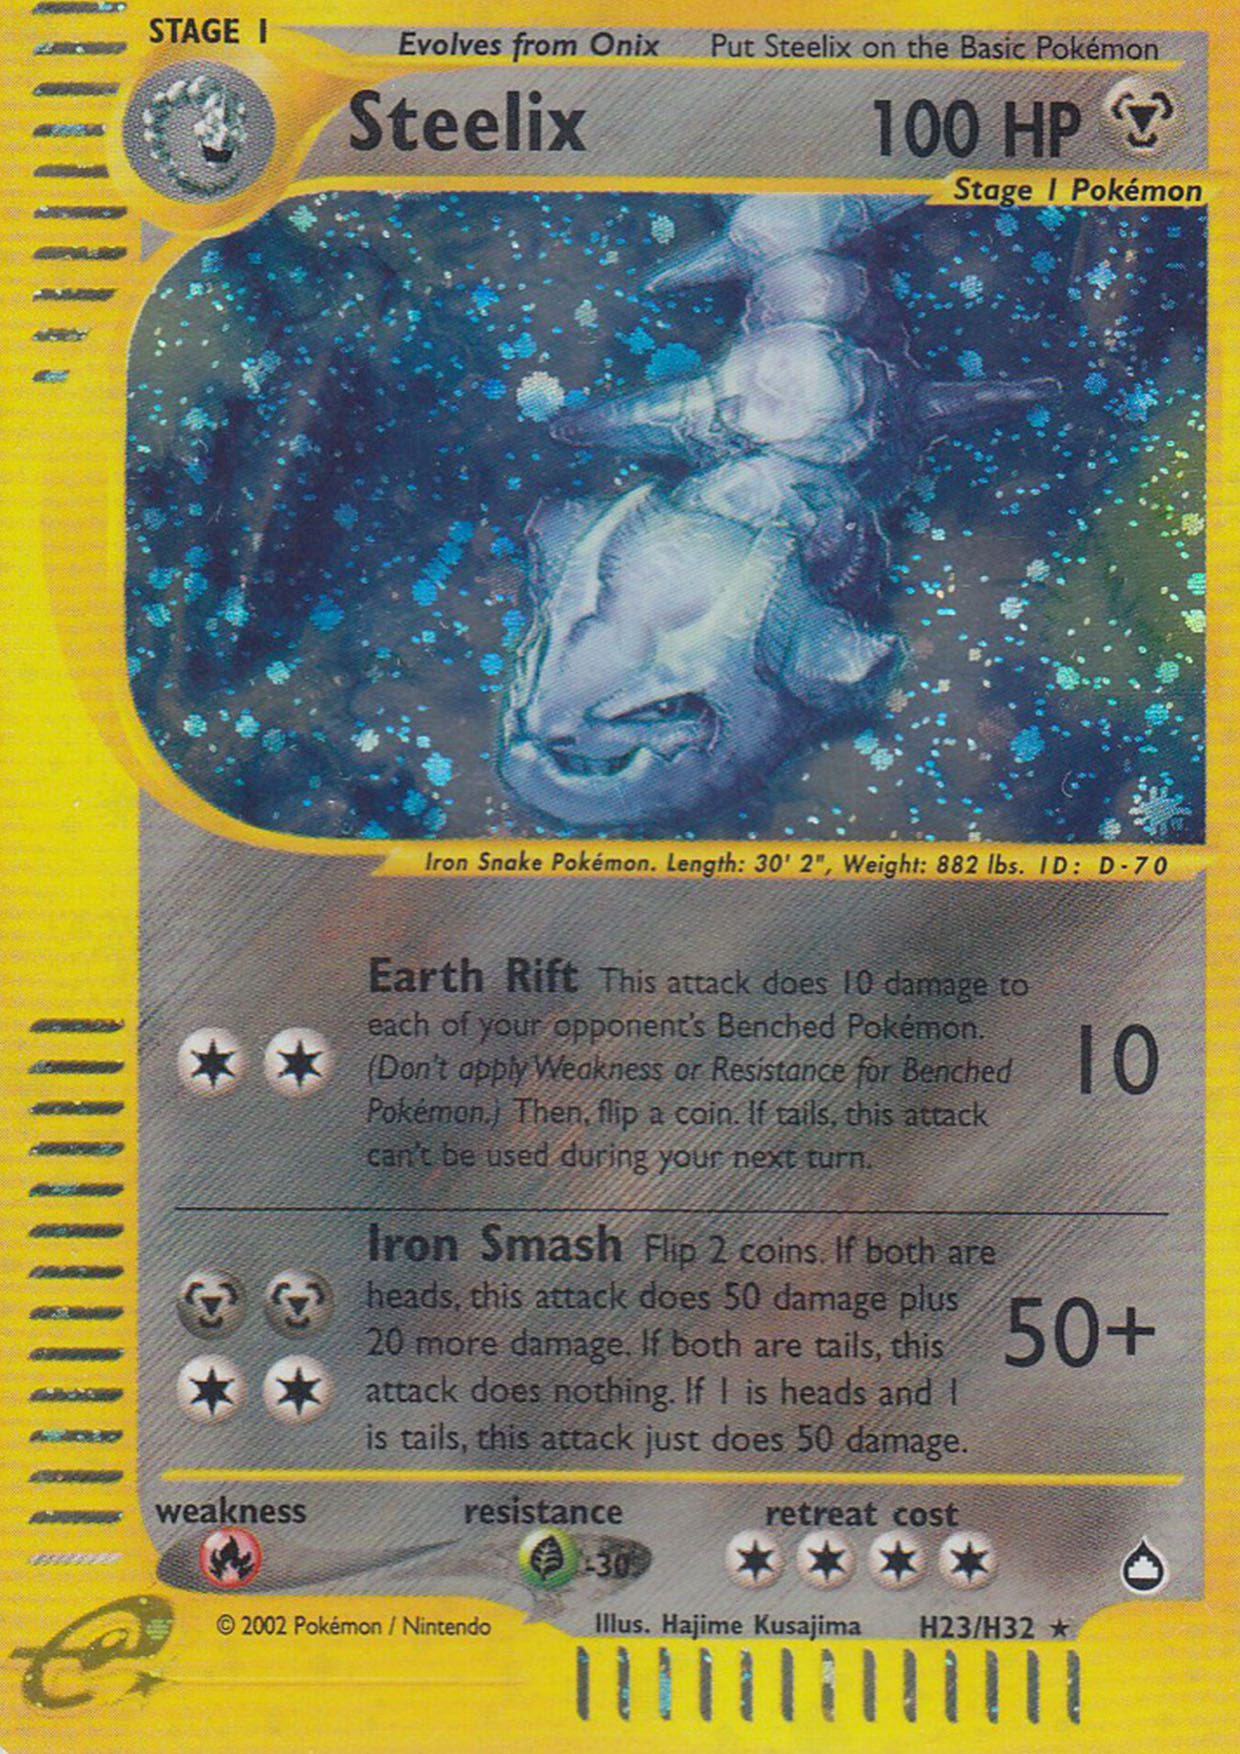 STAGE 1
Evolves from Onix Put Steelix on the Basic Pokémon
Steelix 100 HP
Stage 1 Pokémon
Iron Snake Pokémon. Length: 30' 2", Weight: 882 lbs. ID: D-70
Earth Rift This attack does 10 damage to
each of your opponent's Benched Pokémon.
(Don't apply Weakness or Resistance for Benched
Pokémon.) Then, flip a coin. If tails, this attack
can't be used during your next turn.
10
Iron Smash Flip 2 coins. If both are
heads, this attack does 50 damage plus
20 more damage. If both are tails, this
attack does nothing. If 1 is heads and 1
is tails, this attack just does 50 damage.
50+
weakness resistance retreat cost
-30
© 2002 Pokémon / Nintendo Illus. Hajime Kusajima H23/H32 ★
e